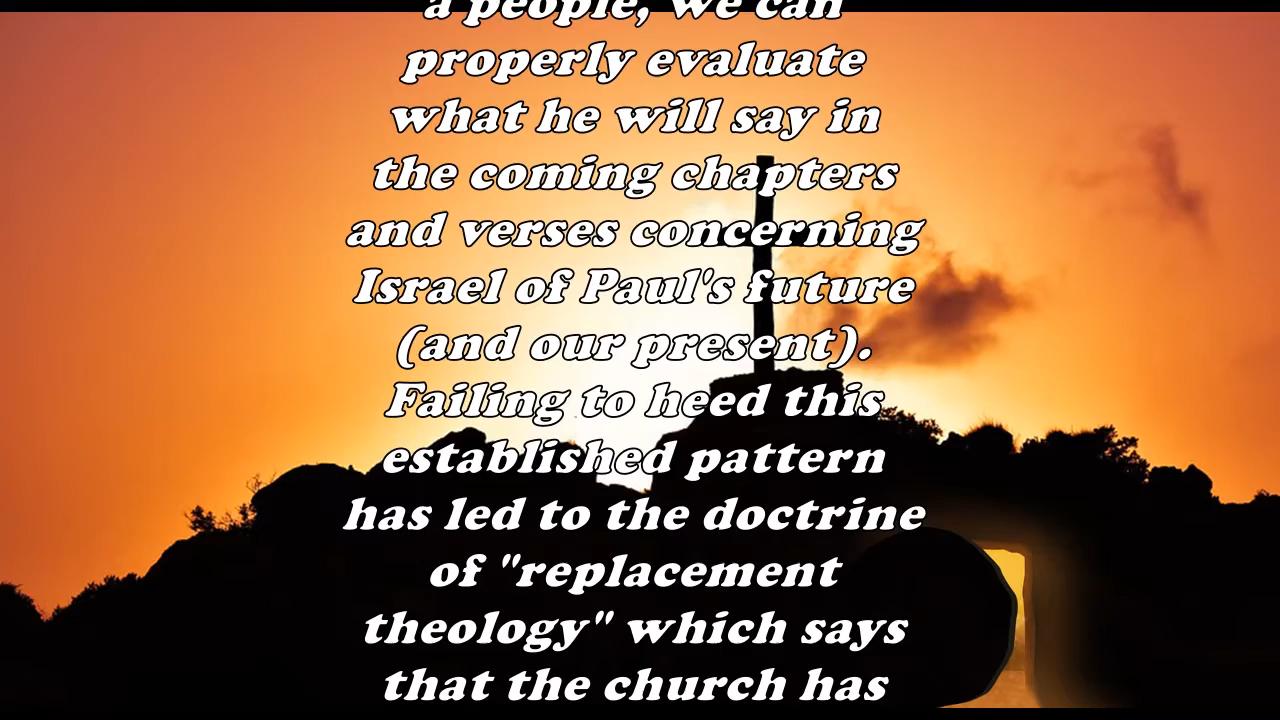 a people, we can
properly evaluate
what he will say in
the coming chapters
and verses concerning
Israel of Paul's future
(and our present).
Failing to heed this
established pattern
has led to the doctrine
of "replacement
theology" which says
that the church has